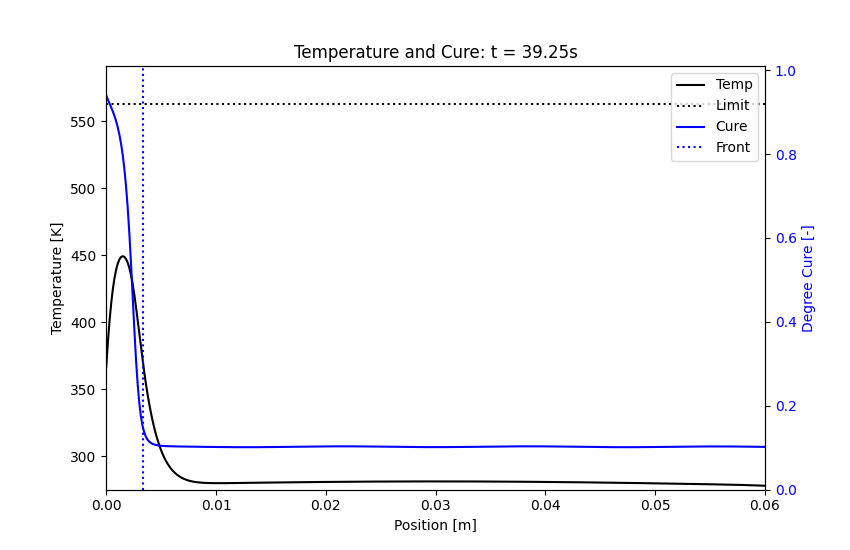 Temperature and Cure: t = 39.25s
Temp
Limit
Cure
Front
Temperature [K]
550
500
450
400
350
300
Degree Cure [-]
1.0
0.8
0.6
0.4
0.2
0.0
0.00 0.01 0.02 0.03 0.04 0.05 0.06
Position [m]